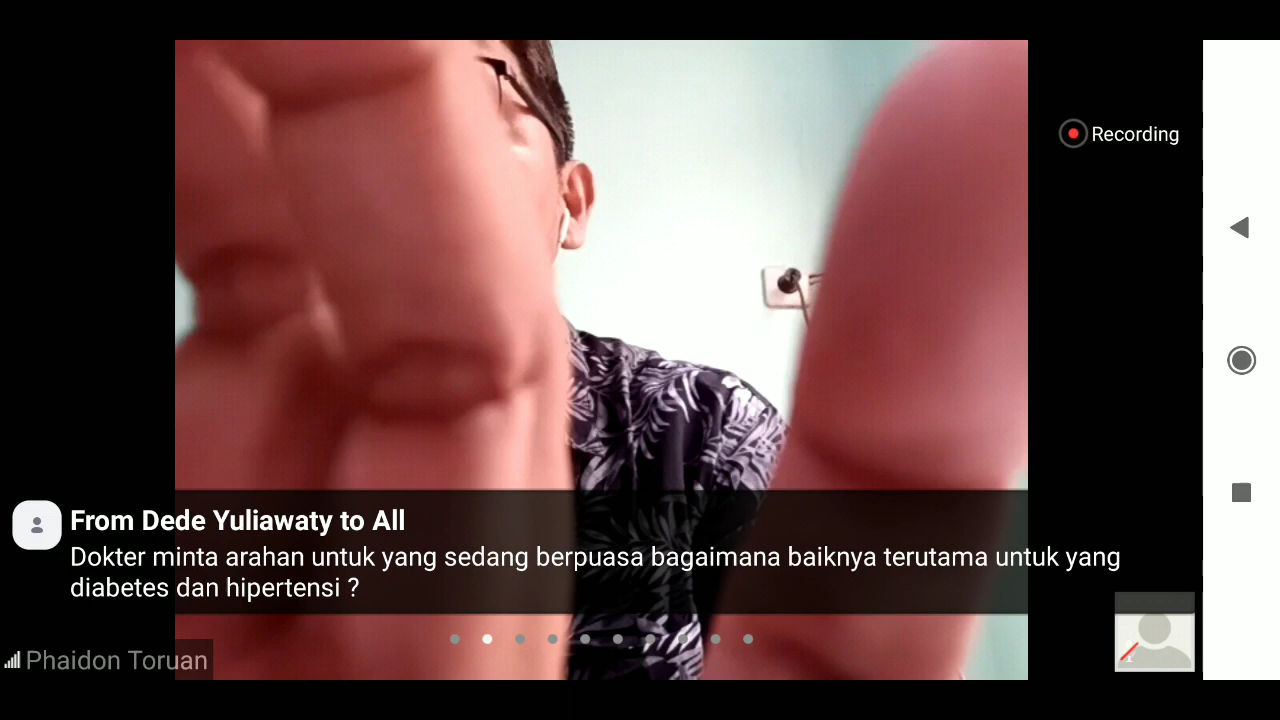 Recording
From Dede Yuliawaty to All
Dokter minta arahan untuk yang sedang berpuasa bagaimana baiknya terutama untuk yang
diabetes dan hipertensi ?
Phaidon Toruan